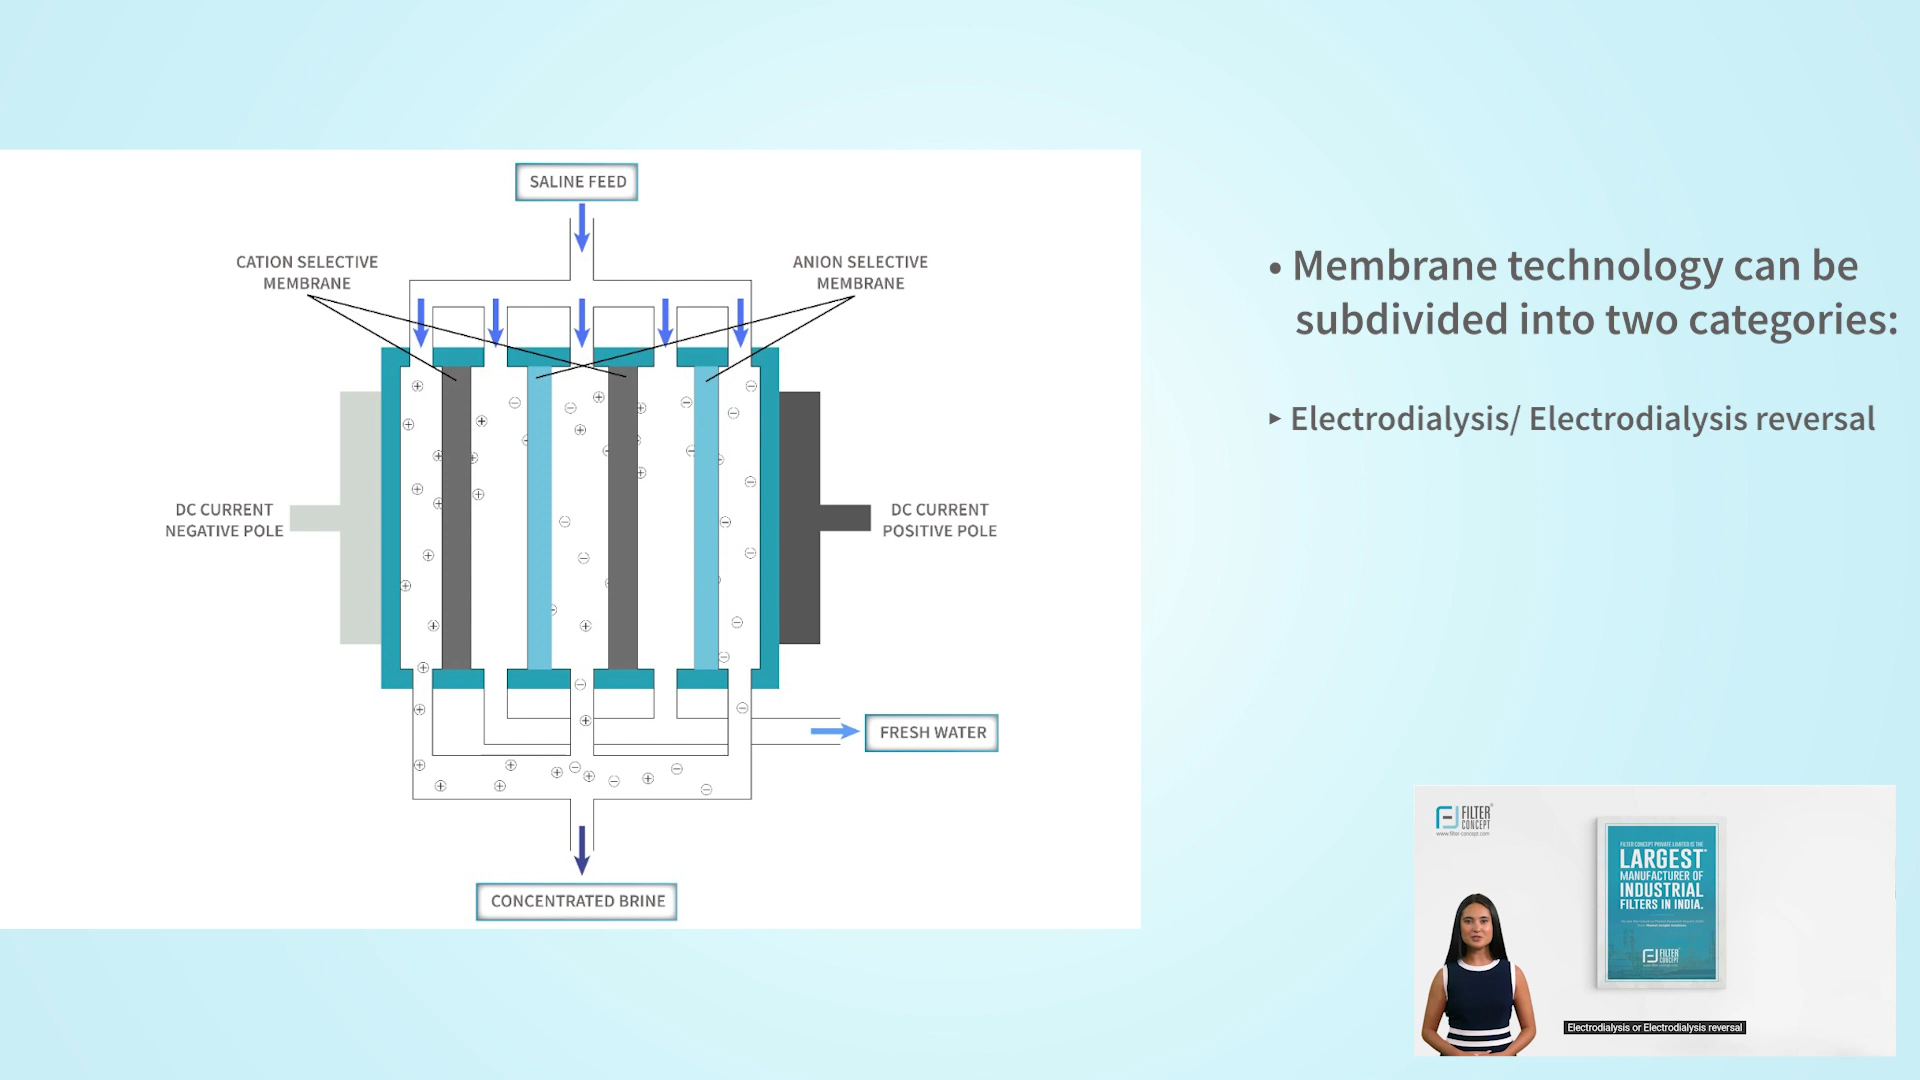 SALINE FEED
CATION SELECTIVE
MEMBRANE
ANION SELECTIVE
MEMBRANE
DC CURRENT
NEGATIVE POLE
DC CURRENT
POSITIVE POLE
FRESH WATER
CONCENTRATED BRINE
• Membrane technology can be
subdivided into two categories:
▸ Electrodialysis/ Electrodialysis reversal
FILTER
CONCEPT
www.filter-concept.com
FILTER CONCEPT PRIVATE LIMITED IS THE
LARGEST*
MANUFACTURER OF
INDUSTRIAL
FILTERS IN INDIA.
FILTER
CONCEPT
Electrodialysis or Electrodialysis reversal